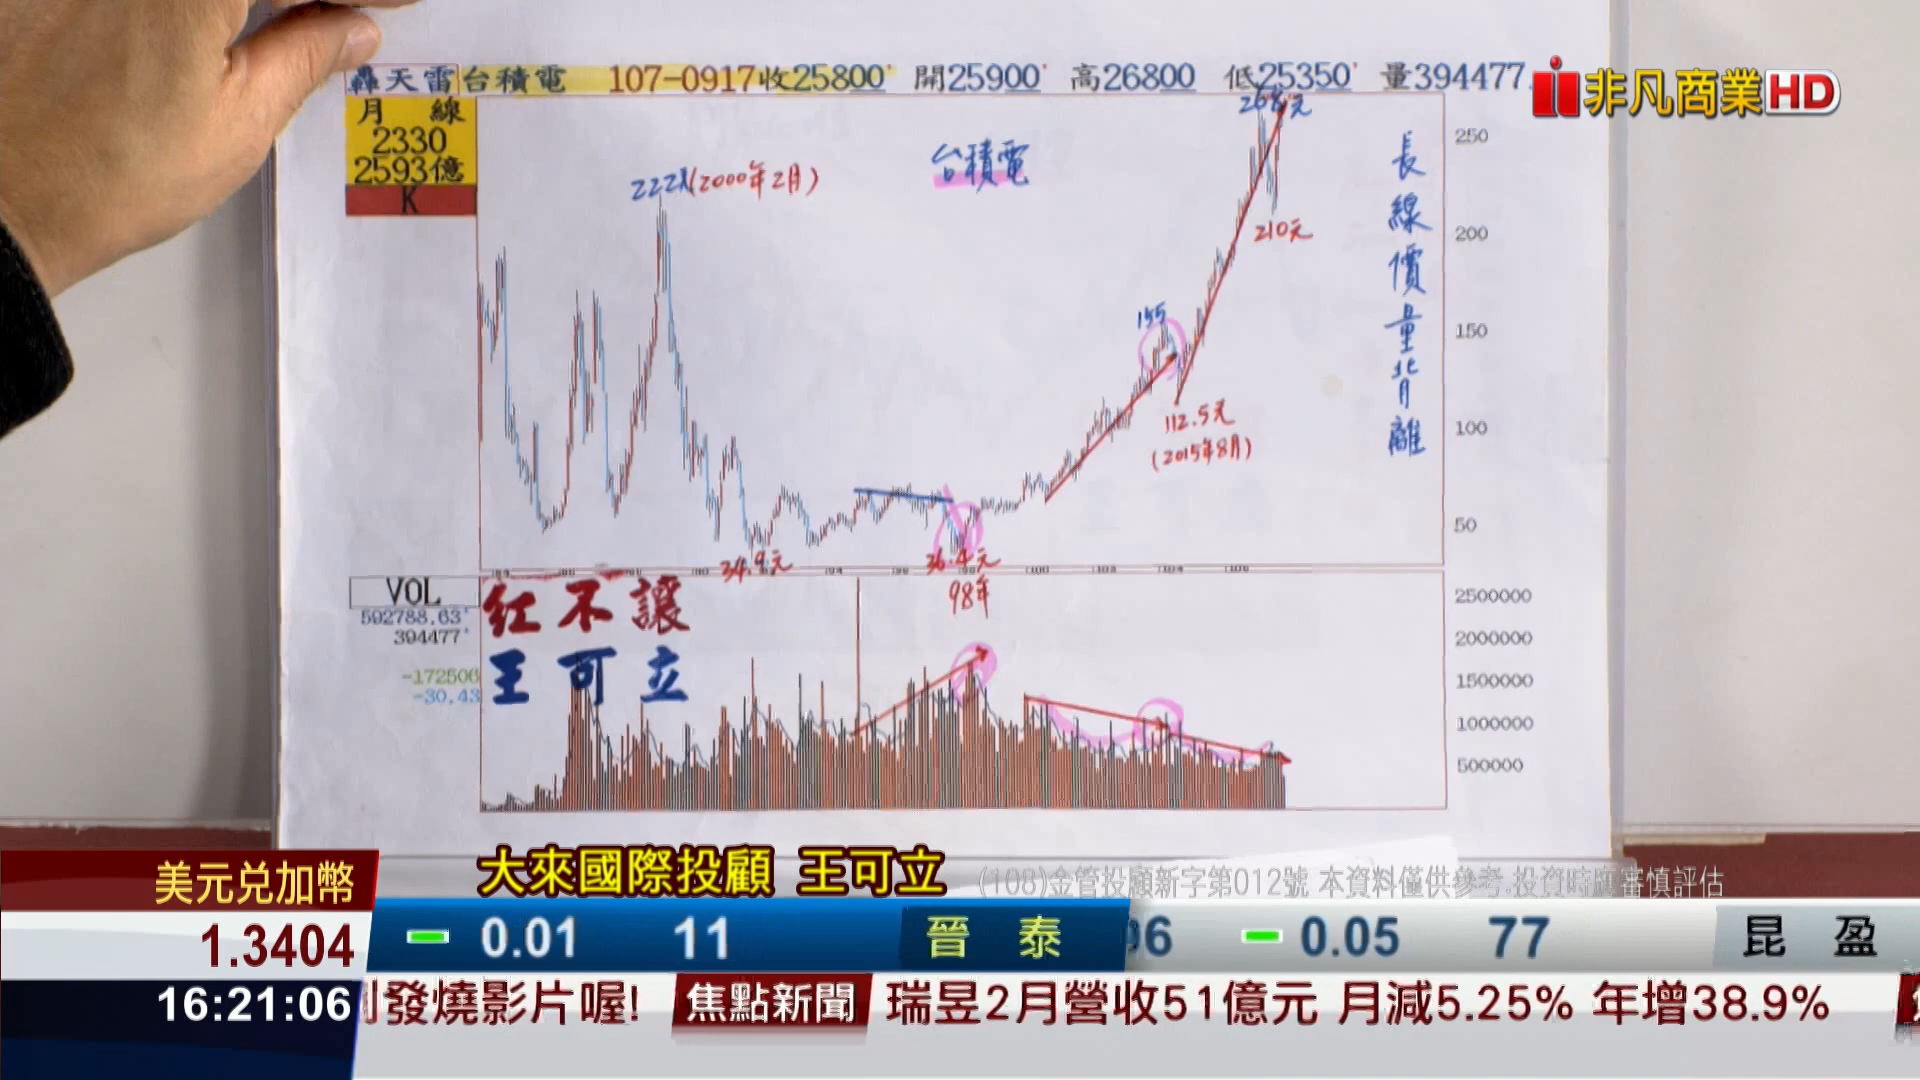 轟天雷台積電 107-0917收25800' 開25900' 高26800 低25350' 量394477'
非凡商業HD
月 線
2330
2593億
K
268元
250
長線價量背離
台積電
222元(2000年2月)
210元
200
155
150
112.5元
(2015年8月)
100
50
34.9元
36.4元
98年
VOL
592788.63'
394477'
-172506
-30.43
紅不讓
王可立
2500000
2000000
1500000
1000000
500000
大來國際投顧 王可立
(108)金管投顧新字第012號 本資料僅供參考.投資時應審慎評估
美元兌加幣
1.3404
0.01 11 晉泰 06 0.05 77 昆盈
16:21:06
發燒影片喔! 焦點新聞 瑞昱2月營收51億元 月減5.25% 年增38.9%